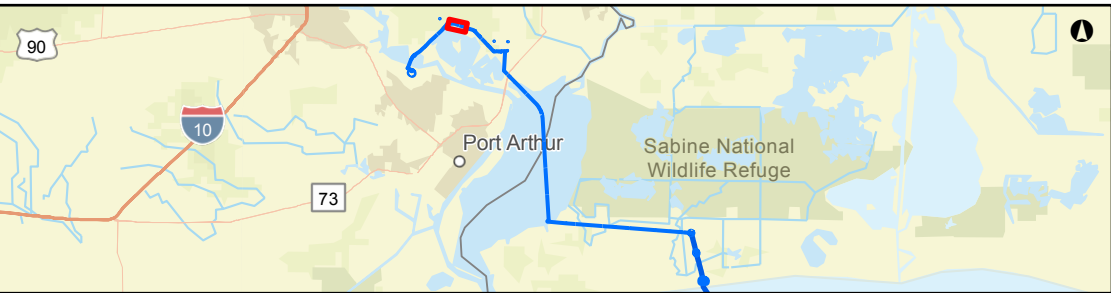 90
10
Port Arthur
Sabine National
Wildlife Refuge
73